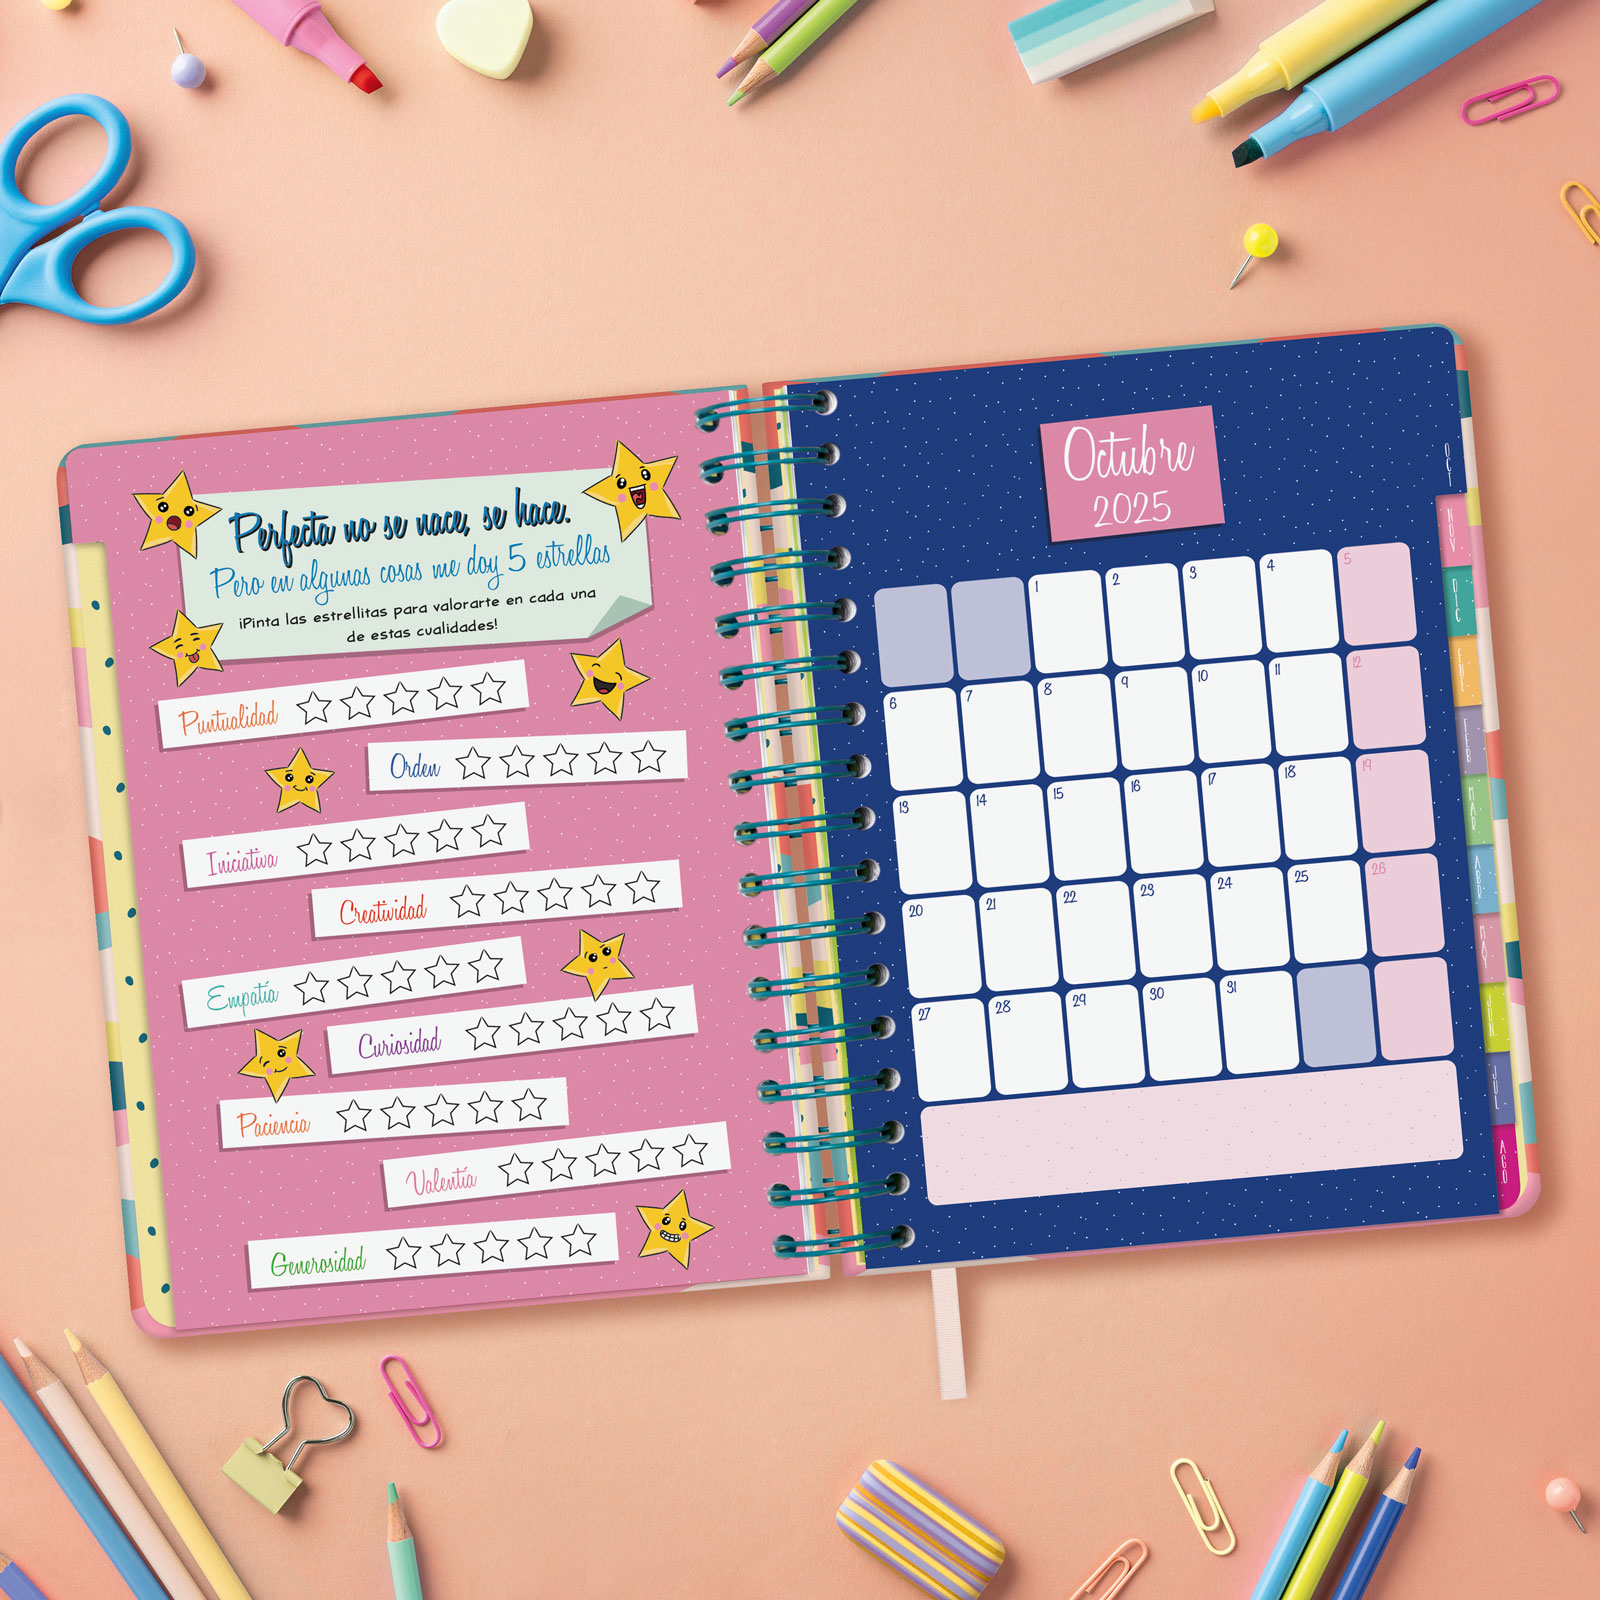 Perfecta no se nace, se hace.
Pero en algunas cosas me doy 5 estrellas
¡Pinta las estrellitas para valorarte en cada una
de estas cualidades!
Puntualidad
Orden
Iniciativa
Creatividad
Empatía
Curiosidad
Paciencia
Valentía
Generosidad
Octubre
2025
1 2 3 4 5
6 7 8 9 10 11 12
13 14 15 16 17 18 19
20 21 22 23 24 25 26
27 28 29 30 31
OCT
NOV
DIC
ENE
FEB
MAR
ABR
MAY
JUN
JUL
AGO